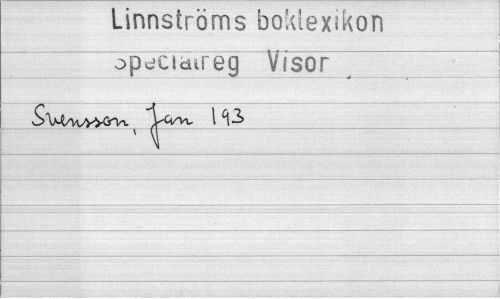 Linnströms boklexikon
Specialreg Visor
Svensson, Jan 193